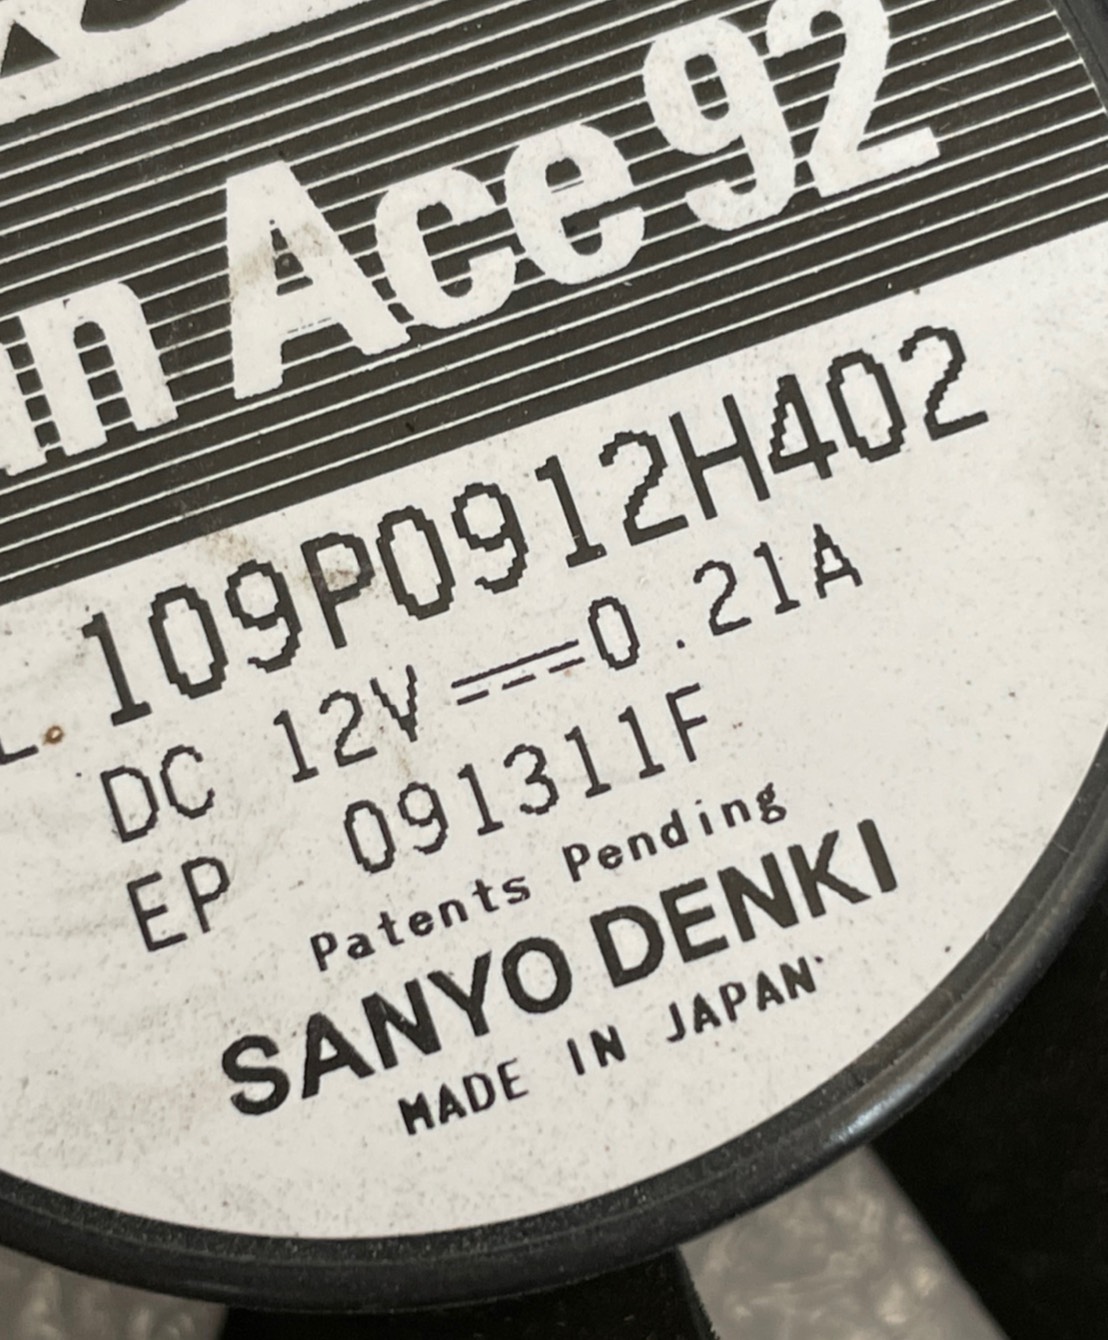 n Ace 92
109P0912H402
DC 12V ⎓ 0.21A
EP 091311F
Patents Pending
SANYO DENKI
MADE IN JAPAN